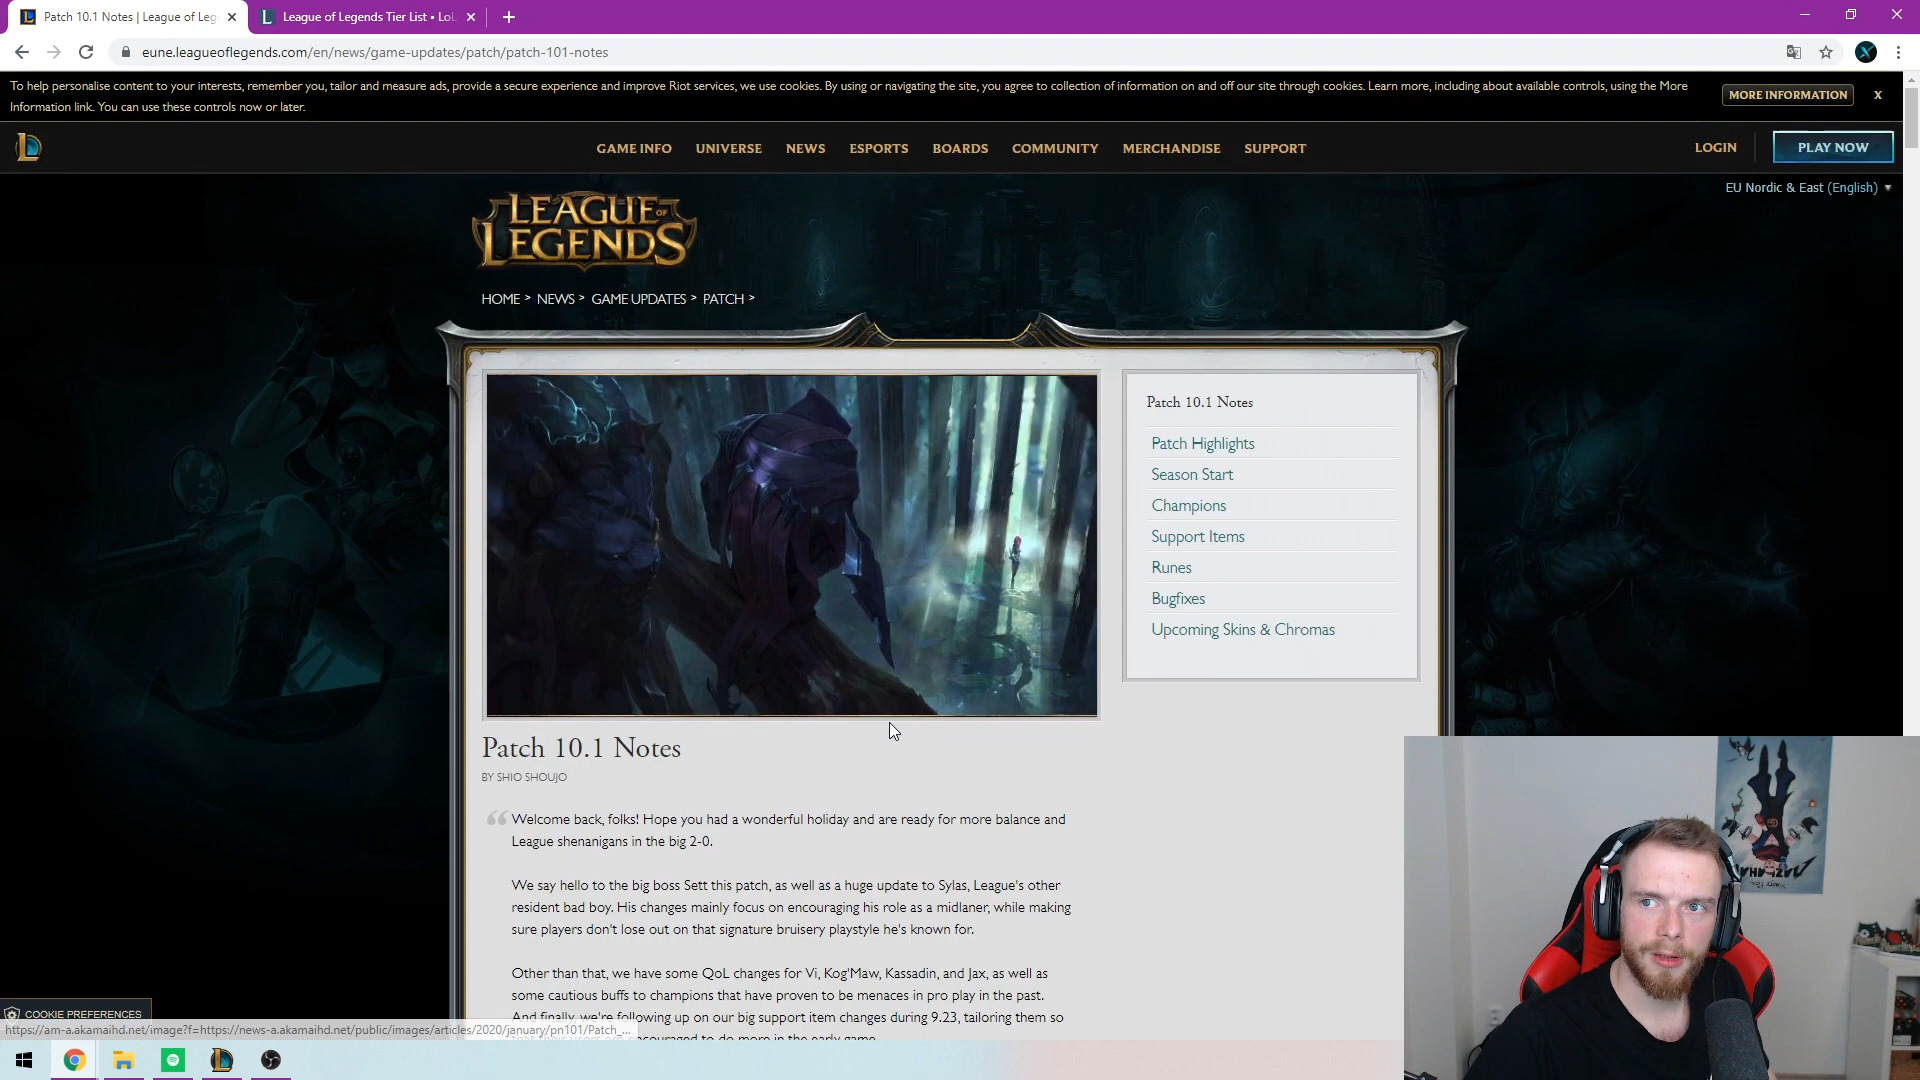 Patch 10.1 Notes | League of Leg
League of Legends Tier List • LoL
eune.leagueoflegends.com/en/news/game-updates/patch/patch-101-notes
To help personalise content to your interests, remember you, tailor and measure ads, provide a secure experience and improve Riot services, we use cookies. By using or navigating the site, you agree to collection of information on and off our site through cookies. Learn more, including about available controls, using the More
Information link. You can use these controls now or later.
MORE INFORMATION
X
GAME INFO UNIVERSE NEWS ESPORTS BOARDS COMMUNITY MERCHANDISE SUPPORT
LOGIN
PLAY NOW
EU Nordic & East (English)
LEAGUE OF LEGENDS
HOME > NEWS > GAME UPDATES > PATCH >
Patch 10.1 Notes
Patch Highlights
Season Start
Champions
Support Items
Runes
Bugfixes
Upcoming Skins & Chromas
Patch 10.1 Notes
BY SHIO SHOUJO
Welcome back, folks! Hope you had a wonderful holiday and are ready for more balance and
League shenanigans in the big 2-0.
We say hello to the big boss Sett this patch, as well as a huge update to Sylas, League's other
resident bad boy. His changes mainly focus on encouraging his role as a midlaner, while making
sure players don't lose out on that signature bruisery playstyle he's known for.
Other than that, we have some QoL changes for Vi, Kog'Maw, Kassadin, and Jax, as well as
some cautious buffs to champions that have proven to be menaces in pro play in the past.
And finally, we're following up on our big support item changes during 9.23, tailoring them so
COOKIE PREFERENCES
https://am-a.akamaihd.net/image?f=https://news-a.akamaihd.net/public/images/articles/2020/january/pn101/Patch_...
couraged to do more in the early game.